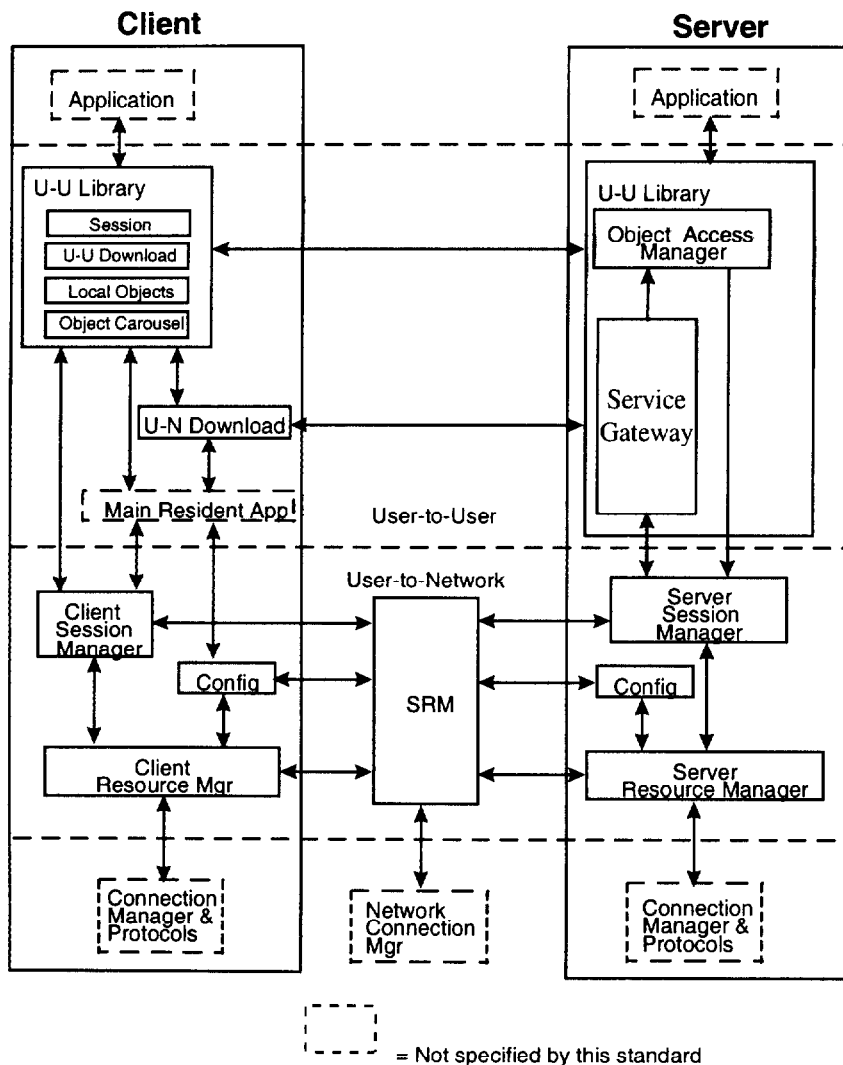 Client
Server
Application
Application
U-U Library
Session
U-U Download
Local Objects
Object Carousel
U-U Library
Object Access
Manager
Service
Gateway
U-N Download
Main Resident App
User-to-User
User-to-Network
Client
Session
Manager
SRM
Server
Session
Manager
Config
Config
Client
Resource Mgr
Server
Resource Manager
Connection
Manager &
Protocols
Network
Connection
Mgr
Connection
Manager &
Protocols
= Not specified by this standard